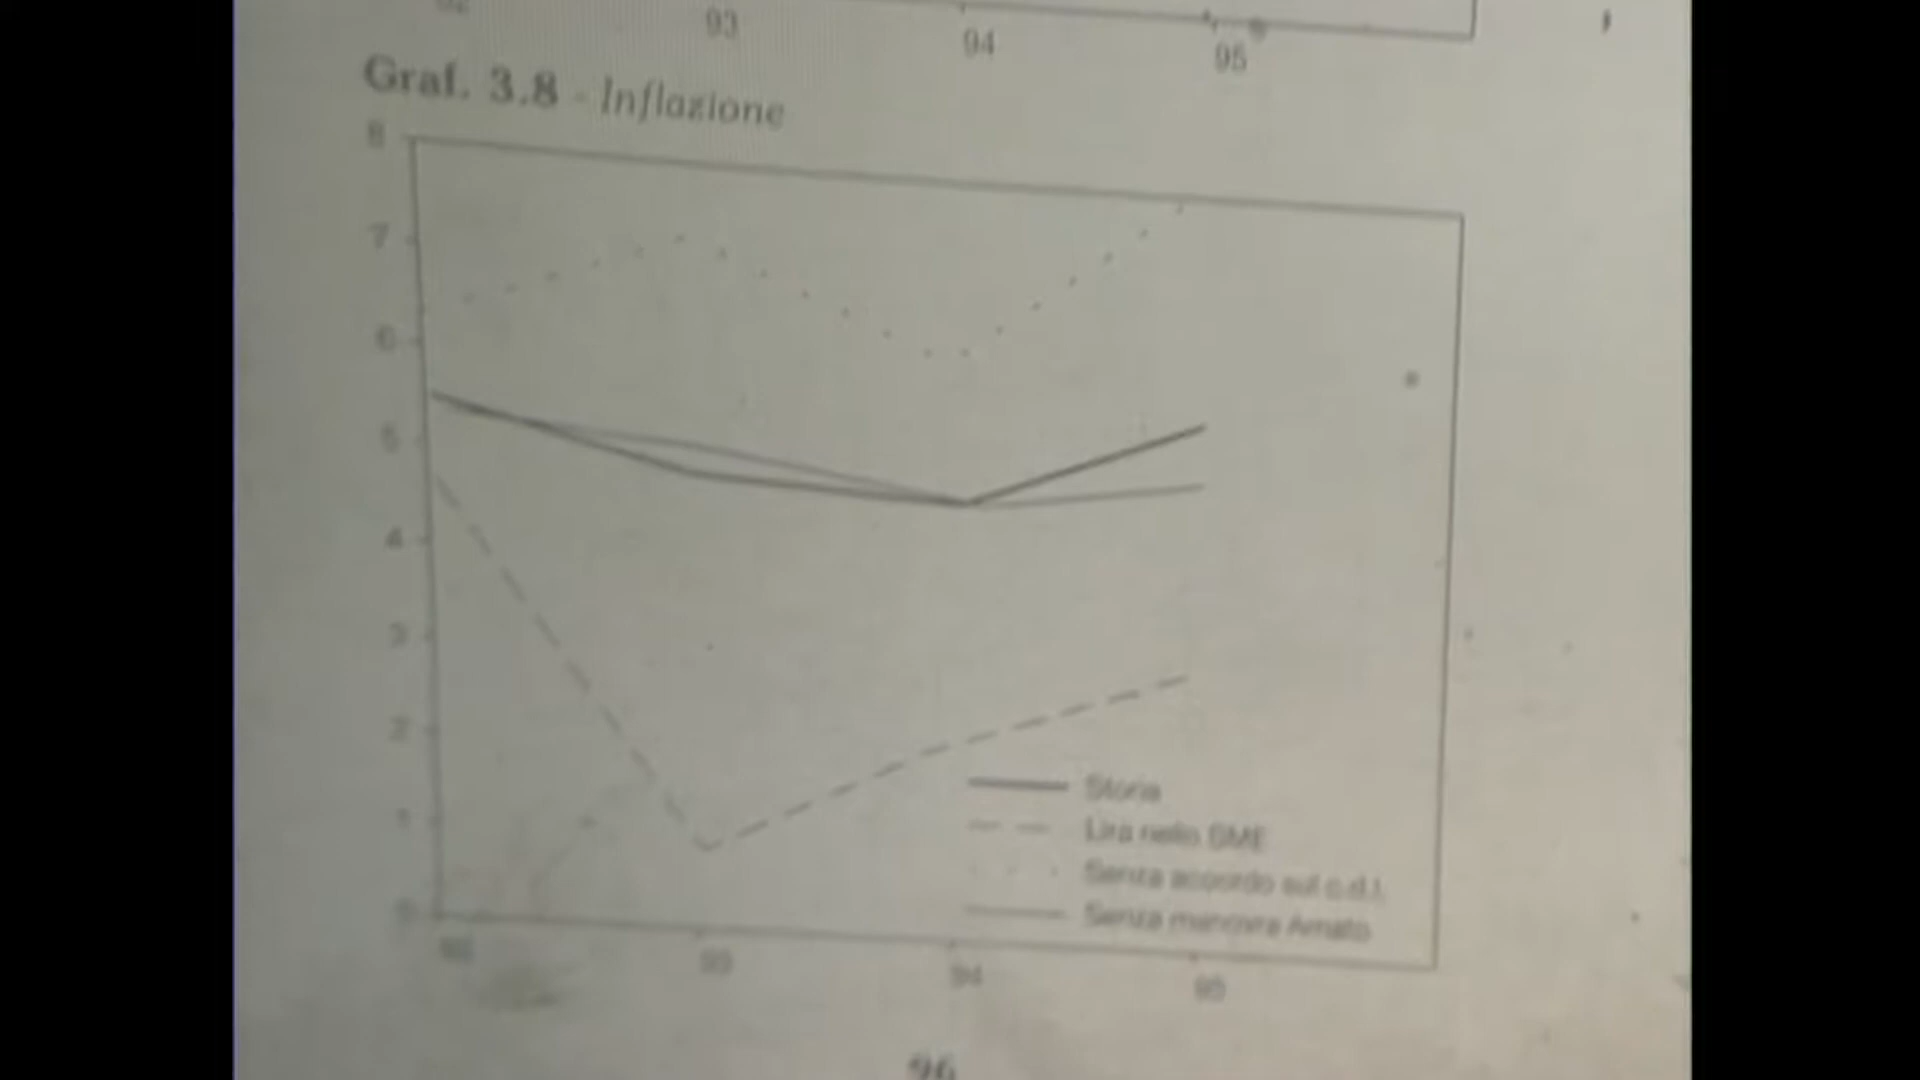 93 94 95
Graf. 3.8 - Inflazione
8
7
6
5
4
3
2
1
0
Storia
Lira nello SME
Senza accordo sul c.d.l.
Senza manovra Amato
92 93 94 95
96